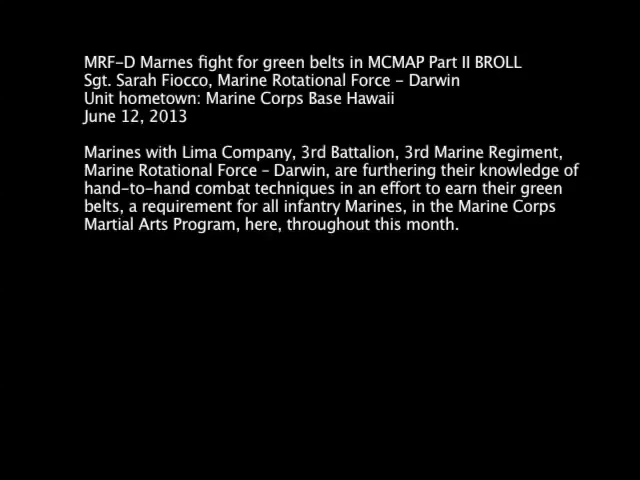 MRF-D Marnes fight for green belts in MCMAP Part II BROLL
Sgt. Sarah Fiocco, Marine Rotational Force - Darwin
Unit hometown: Marine Corps Base Hawaii
June 12, 2013
Marines with Lima Company, 3rd Battalion, 3rd Marine Regiment,
Marine Rotational Force - Darwin, are furthering their knowledge of
hand-to-hand combat techniques in an effort to earn their green
belts, a requirement for all infantry Marines, in the Marine Corps
Martial Arts Program, here, throughout this month.